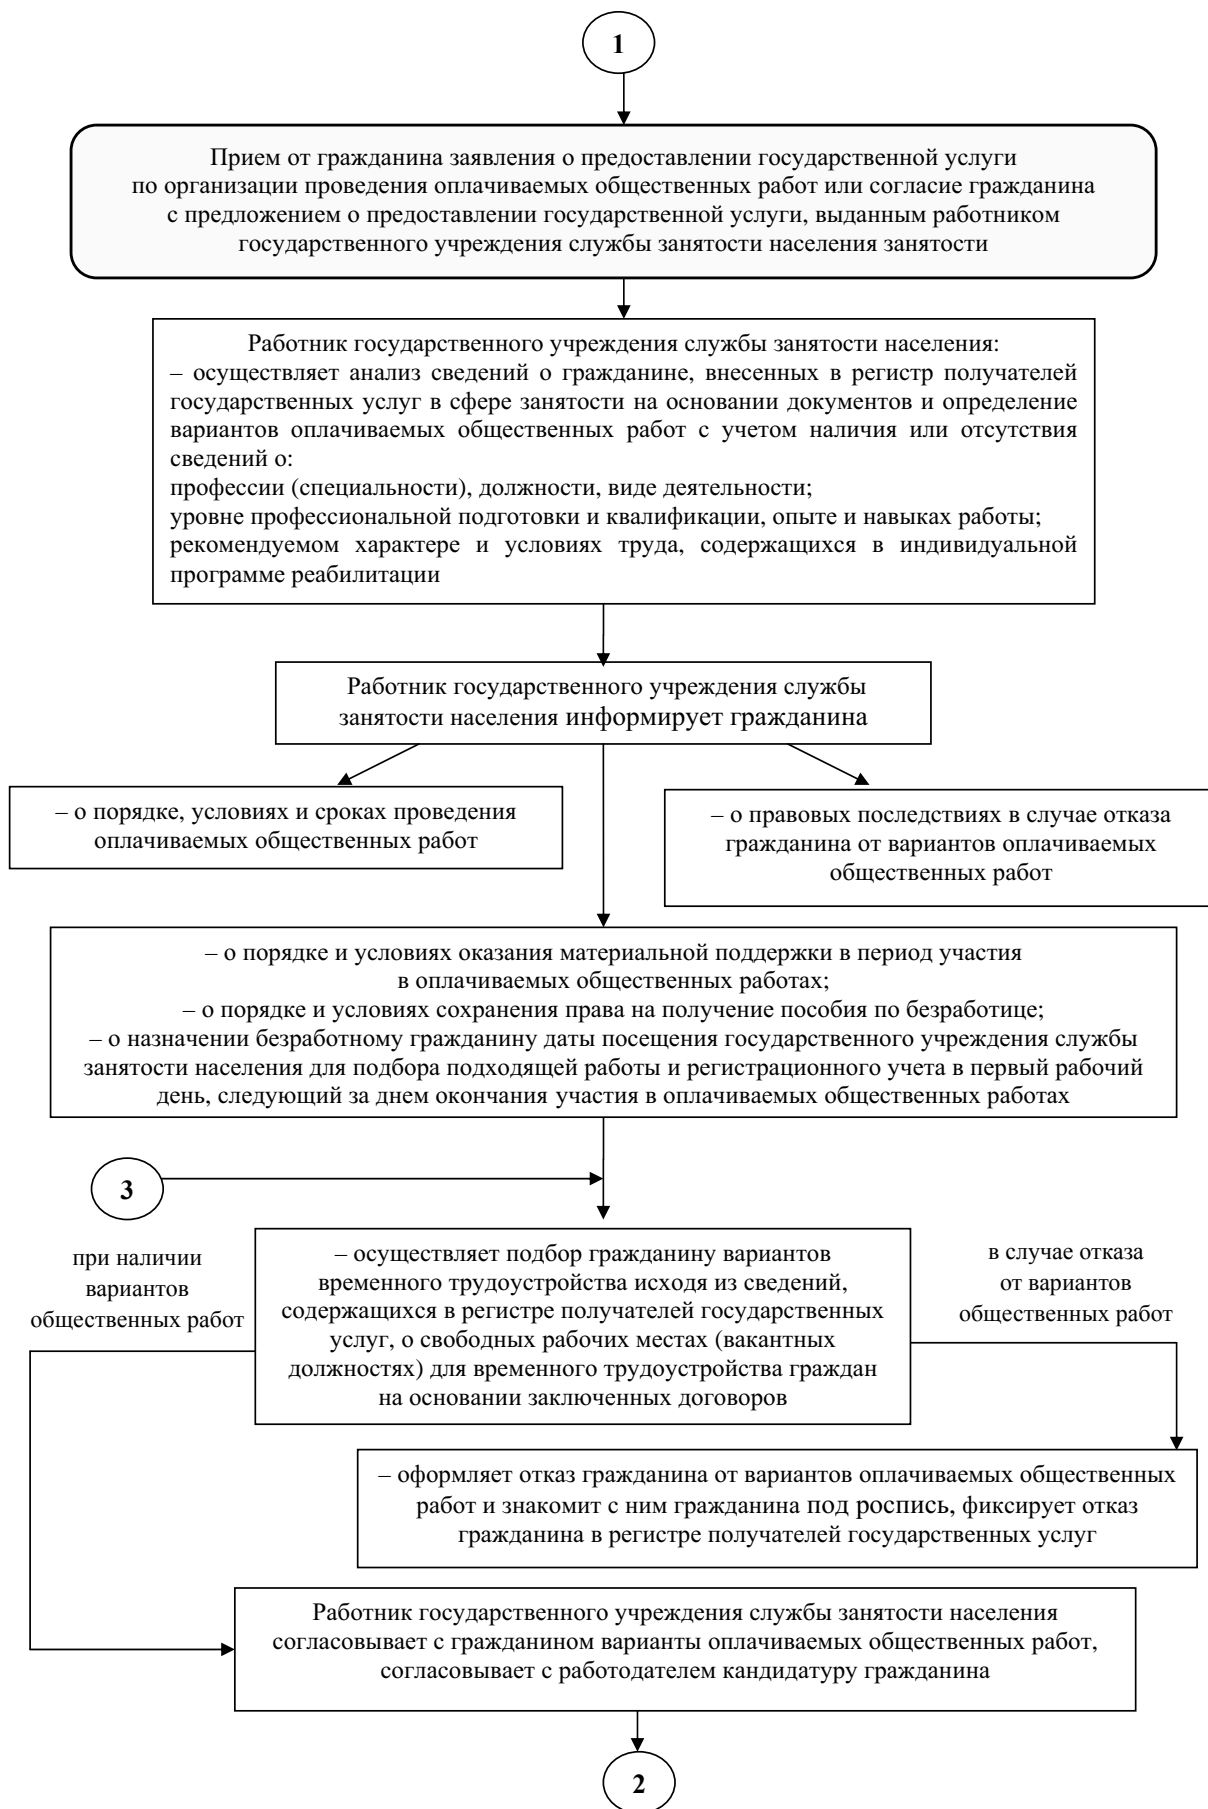 1
Прием от гражданина заявления о предоставлении государственной услуги
по организации проведения оплачиваемых общественных работ или согласие гражданина
с предложением о предоставлении государственной услуги, выданным работником
государственного учреждения службы занятости населения занятости
Работник государственного учреждения службы занятости населения:
– осуществляет анализ сведений о гражданине, внесенных в регистр получателей
государственных услуг в сфере занятости на основании документов и определение
вариантов оплачиваемых общественных работ с учетом наличия или отсутствия
сведений о:
профессии (специальности), должности, виде деятельности;
уровне профессиональной подготовки и квалификации, опыте и навыках работы;
рекомендуемом характере и условиях труда, содержащихся в индивидуальной
программе реабилитации
Работник государственного учреждения службы
занятости населения информирует гражданина
– о порядке, условиях и сроках проведения
оплачиваемых общественных работ
– о правовых последствиях в случае отказа
гражданина от вариантов оплачиваемых
общественных работ
– о порядке и условиях оказания материальной поддержки в период участия
в оплачиваемых общественных работах;
– о порядке и условиях сохранения права на получение пособия по безработице;
– о назначении безработному гражданину даты посещения государственного учреждения службы
занятости населения для подбора подходящей работы и регистрационного учета в первый рабочий
день, следующий за днем окончания участия в оплачиваемых общественных работах
3
при наличии
вариантов
общественных работ
– осуществляет подбор гражданину вариантов
временного трудоустройства исходя из сведений,
содержащихся в регистре получателей государственных
услуг, о свободных рабочих местах (вакантных
должностях) для временного трудоустройства граждан
на основании заключенных договоров
в случае отказа
от вариантов
общественных работ
– оформляет отказ гражданина от вариантов оплачиваемых общественных
работ и знакомит с ним гражданина под роспись, фиксирует отказ
гражданина в регистре получателей государственных услуг
Работник государственного учреждения службы занятости населения
согласовывает с гражданином варианты оплачиваемых общественных работ,
согласовывает с работодателем кандидатуру гражданина
2